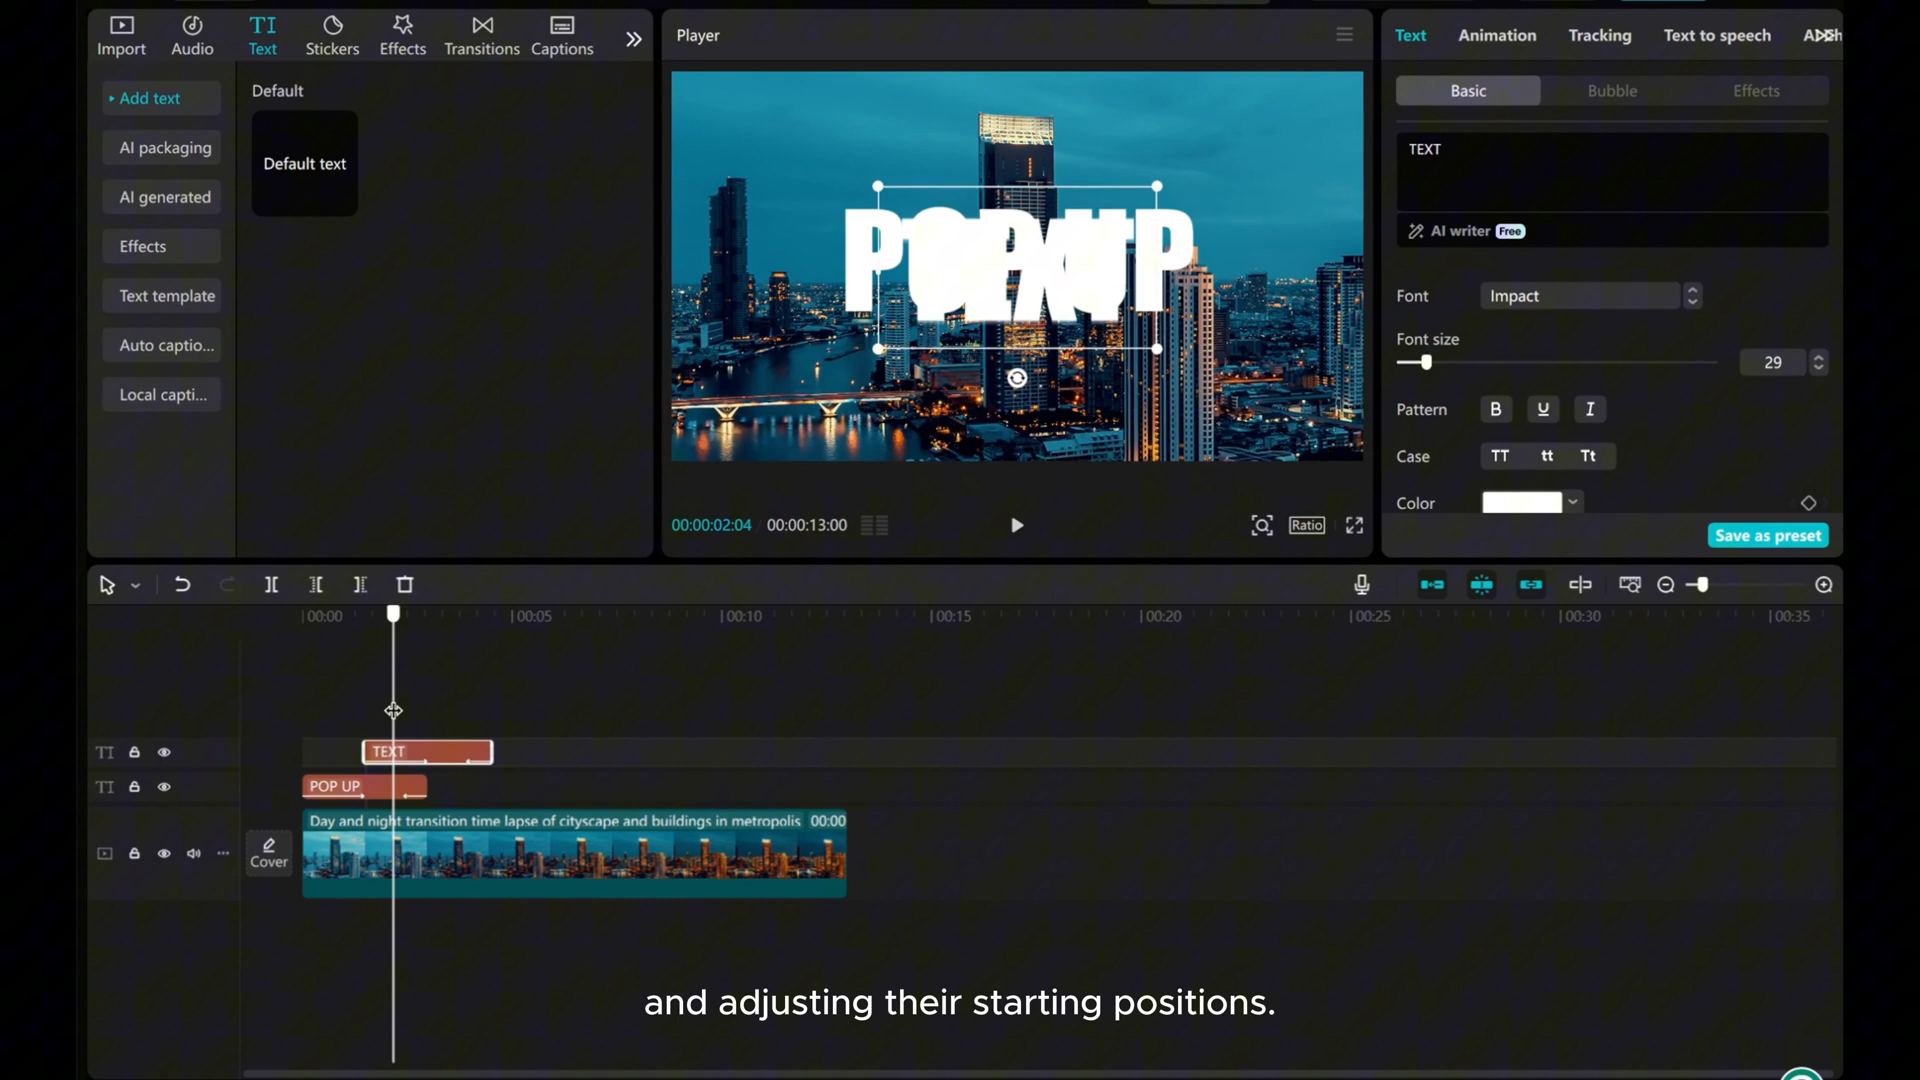 Import
Audio
TI
Text
Stickers
Effects
Transitions
Captions
Add text
AI packaging
AI generated
Effects
Text template
Auto captio...
Local capti...
Default
Default text
Player
POP UP
TEXT
00:00:02:04
00:00:13:00
Ratio
Text
Animation
Tracking
Text to speech
Basic
Bubble
Effects
TEXT
AI writer Free
Font
Impact
Font size
29
Pattern
B U I
Case
TT tt Tt
Color
Save as preset
00:00
00:05
00:10
00:15
00:20
00:25
00:30
00:35
TI
TEXT
TI
POP UP
Day and night transition time lapse of cityscape and buildings in metropolis 00:00
Cover
and adjusting their starting positions.